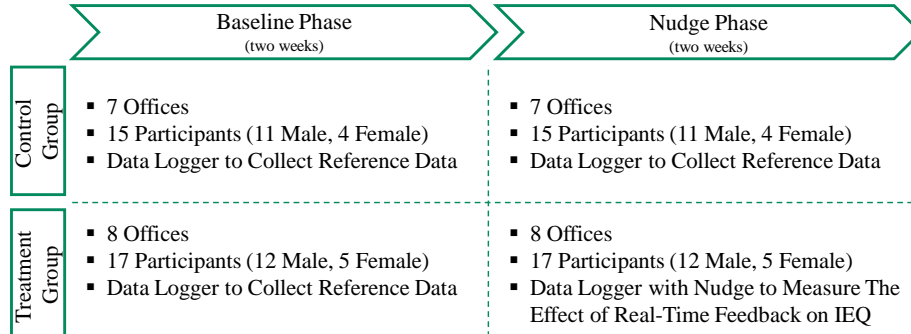 Baseline Phase
(two weeks)
Nudge Phase
(two weeks)
Control
Group
▪ 7 Offices
▪ 15 Participants (11 Male, 4 Female)
▪ Data Logger to Collect Reference Data
▪ 7 Offices
▪ 15 Participants (11 Male, 4 Female)
▪ Data Logger to Collect Reference Data
Treatment
Group
▪ 8 Offices
▪ 17 Participants (12 Male, 5 Female)
▪ Data Logger to Collect Reference Data
▪ 8 Offices
▪ 17 Participants (12 Male, 5 Female)
▪ Data Logger with Nudge to Measure The
Effect of Real-Time Feedback on IEQ